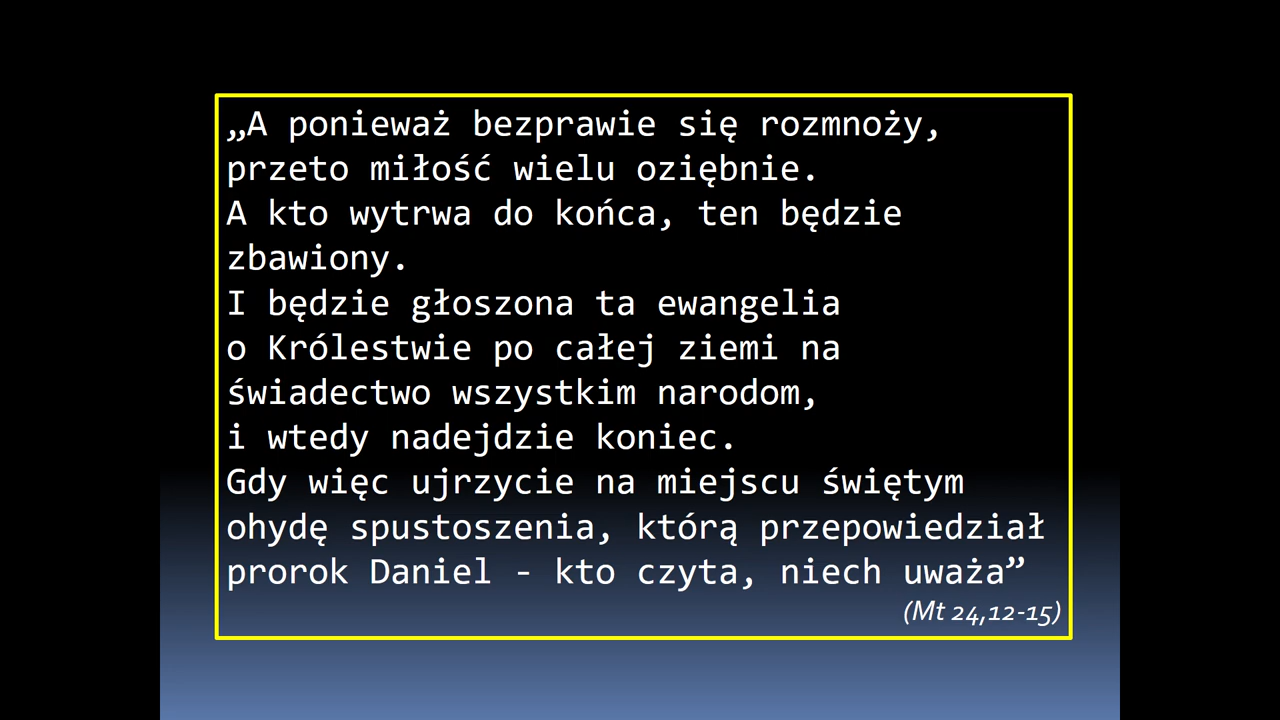 „A ponieważ bezprawie się rozmnoży,
przeto miłość wielu oziębnie.
A kto wytrwa do końca, ten będzie
zbawiony.
I będzie głoszona ta ewangelia
o Królestwie po całej ziemi na
świadectwo wszystkim narodom,
i wtedy nadejdzie koniec.
Gdy więc ujrzycie na miejscu świętym
ohydę spustoszenia, którą przepowiedział
prorok Daniel - kto czyta, niech uważa”
(Mt 24,12-15)